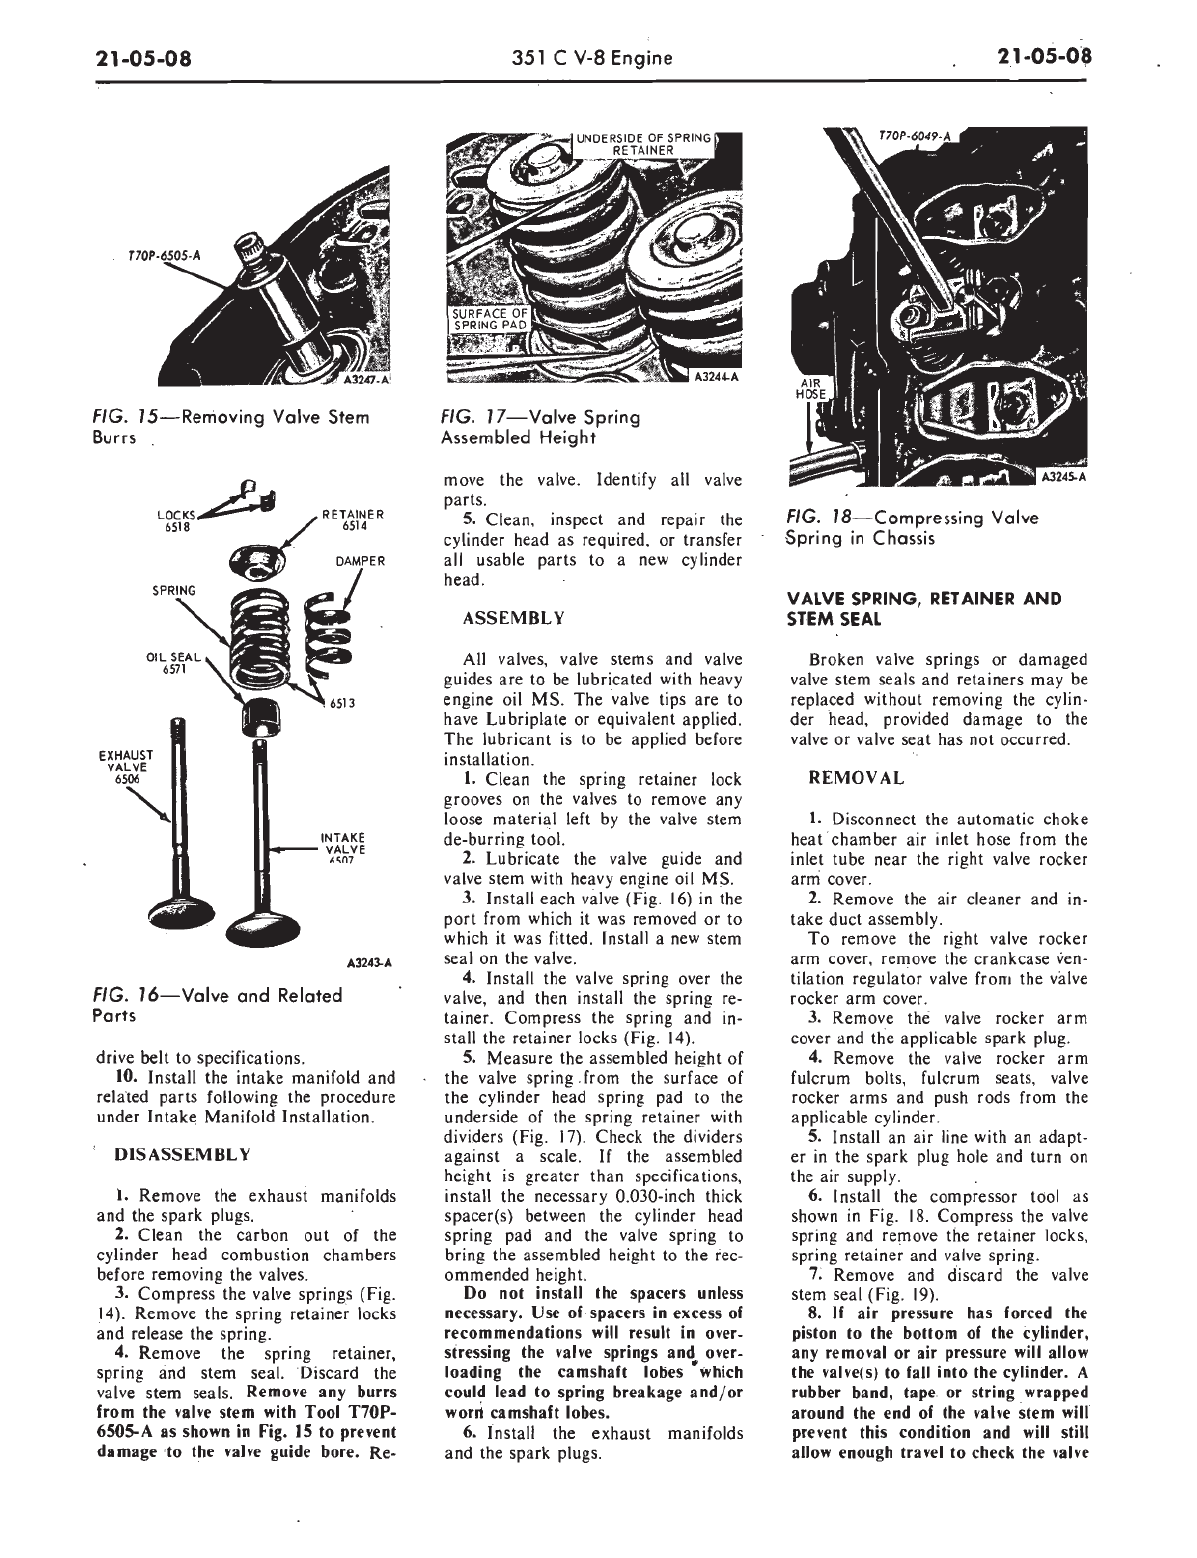 21-05-08
351 C V-8 Engine
21-05-08
T70P-6505-A
A3247-A
FIG. 15—Removing Valve Stem
Burrs
LOCKS
6518
RETAINER
6514
DAMPER
SPRING
OIL SEAL
6571
6513
EXHAUST
VALVE
6506
INTAKE
VALVE
6507
A3243-A
FIG. 16—Valve and Related
Parts
drive belt to specifications.
10. Install the intake manifold and
related parts following the procedure
under Intake Manifold Installation.
DISASSEMBLY
1. Remove the exhaust manifolds
and the spark plugs.
2. Clean the carbon out of the
cylinder head combustion chambers
before removing the valves.
3. Compress the valve springs (Fig.
14). Remove the spring retainer locks
and release the spring.
4. Remove the spring retainer,
spring and stem seal. Discard the
valve stem seals. Remove any burrs
from the valve stem with Tool T70P-
6505-A as shown in Fig. 15 to prevent
damage to the valve guide bore. Re-
UNDERSIDE OF SPRING
RETAINER
SURFACE OF
SPRING PAD
A3244-A
FIG. 17—Valve Spring
Assembled Height
move the valve. Identify all valve
parts.
5. Clean, inspect and repair the
cylinder head as required, or transfer
all usable parts to a new cylinder
head.
ASSEMBLY
All valves, valve stems and valve
guides are to be lubricated with heavy
engine oil MS. The valve tips are to
have Lubriplate or equivalent applied.
The lubricant is to be applied before
installation.
1. Clean the spring retainer lock
grooves on the valves to remove any
loose material left by the valve stem
de-burring tool.
2. Lubricate the valve guide and
valve stem with heavy engine oil MS.
3. Install each valve (Fig. 16) in the
port from which it was removed or to
which it was fitted. Install a new stem
seal on the valve.
4. Install the valve spring over the
valve, and then install the spring re-
tainer. Compress the spring and in-
stall the retainer locks (Fig. 14).
5. Measure the assembled height of
the valve spring from the surface of
the cylinder head spring pad to the
underside of the spring retainer with
dividers (Fig. 17). Check the dividers
against a scale. If the assembled
height is greater than specifications,
install the necessary 0.030-inch thick
spacer(s) between the cylinder head
spring pad and the valve spring to
bring the assembled height to the rec-
ommended height.
Do not install the spacers unless
necessary. Use of spacers in excess of
recommendations will result in over-
stressing the valve springs and over-
loading the camshaft lobes which
could lead to spring breakage and/or
worn camshaft lobes.
6. Install the exhaust manifolds
and the spark plugs.
T70P-6049-A
AIR
HOSE
A3245-A
FIG. 18—Compressing Valve
Spring in Chassis
VALVE SPRING, RETAINER AND
STEM SEAL
Broken valve springs or damaged
valve stem seals and retainers may be
replaced without removing the cylin-
der head, provided damage to the
valve or valve seat has not occurred.
REMOVAL
1. Disconnect the automatic choke
heat chamber air inlet hose from the
inlet tube near the right valve rocker
arm cover.
2. Remove the air cleaner and in-
take duct assembly.
To remove the right valve rocker
arm cover, remove the crankcase ven-
tilation regulator valve from the valve
rocker arm cover.
3. Remove the valve rocker arm
cover and the applicable spark plug.
4. Remove the valve rocker arm
fulcrum bolts, fulcrum seats, valve
rocker arms and push rods from the
applicable cylinder.
5. Install an air line with an adapt-
er in the spark plug hole and turn on
the air supply.
6. Install the compressor tool as
shown in Fig. 18. Compress the valve
spring and remove the retainer locks,
spring retainer and valve spring.
7. Remove and discard the valve
stem seal (Fig. 19).
8. If air pressure has forced the
piston to the bottom of the cylinder,
any removal or air pressure will allow
the valve(s) to fall into the cylinder. A
rubber band, tape or string wrapped
around the end of the valve stem will
prevent this condition and will still
allow enough travel to check the valve